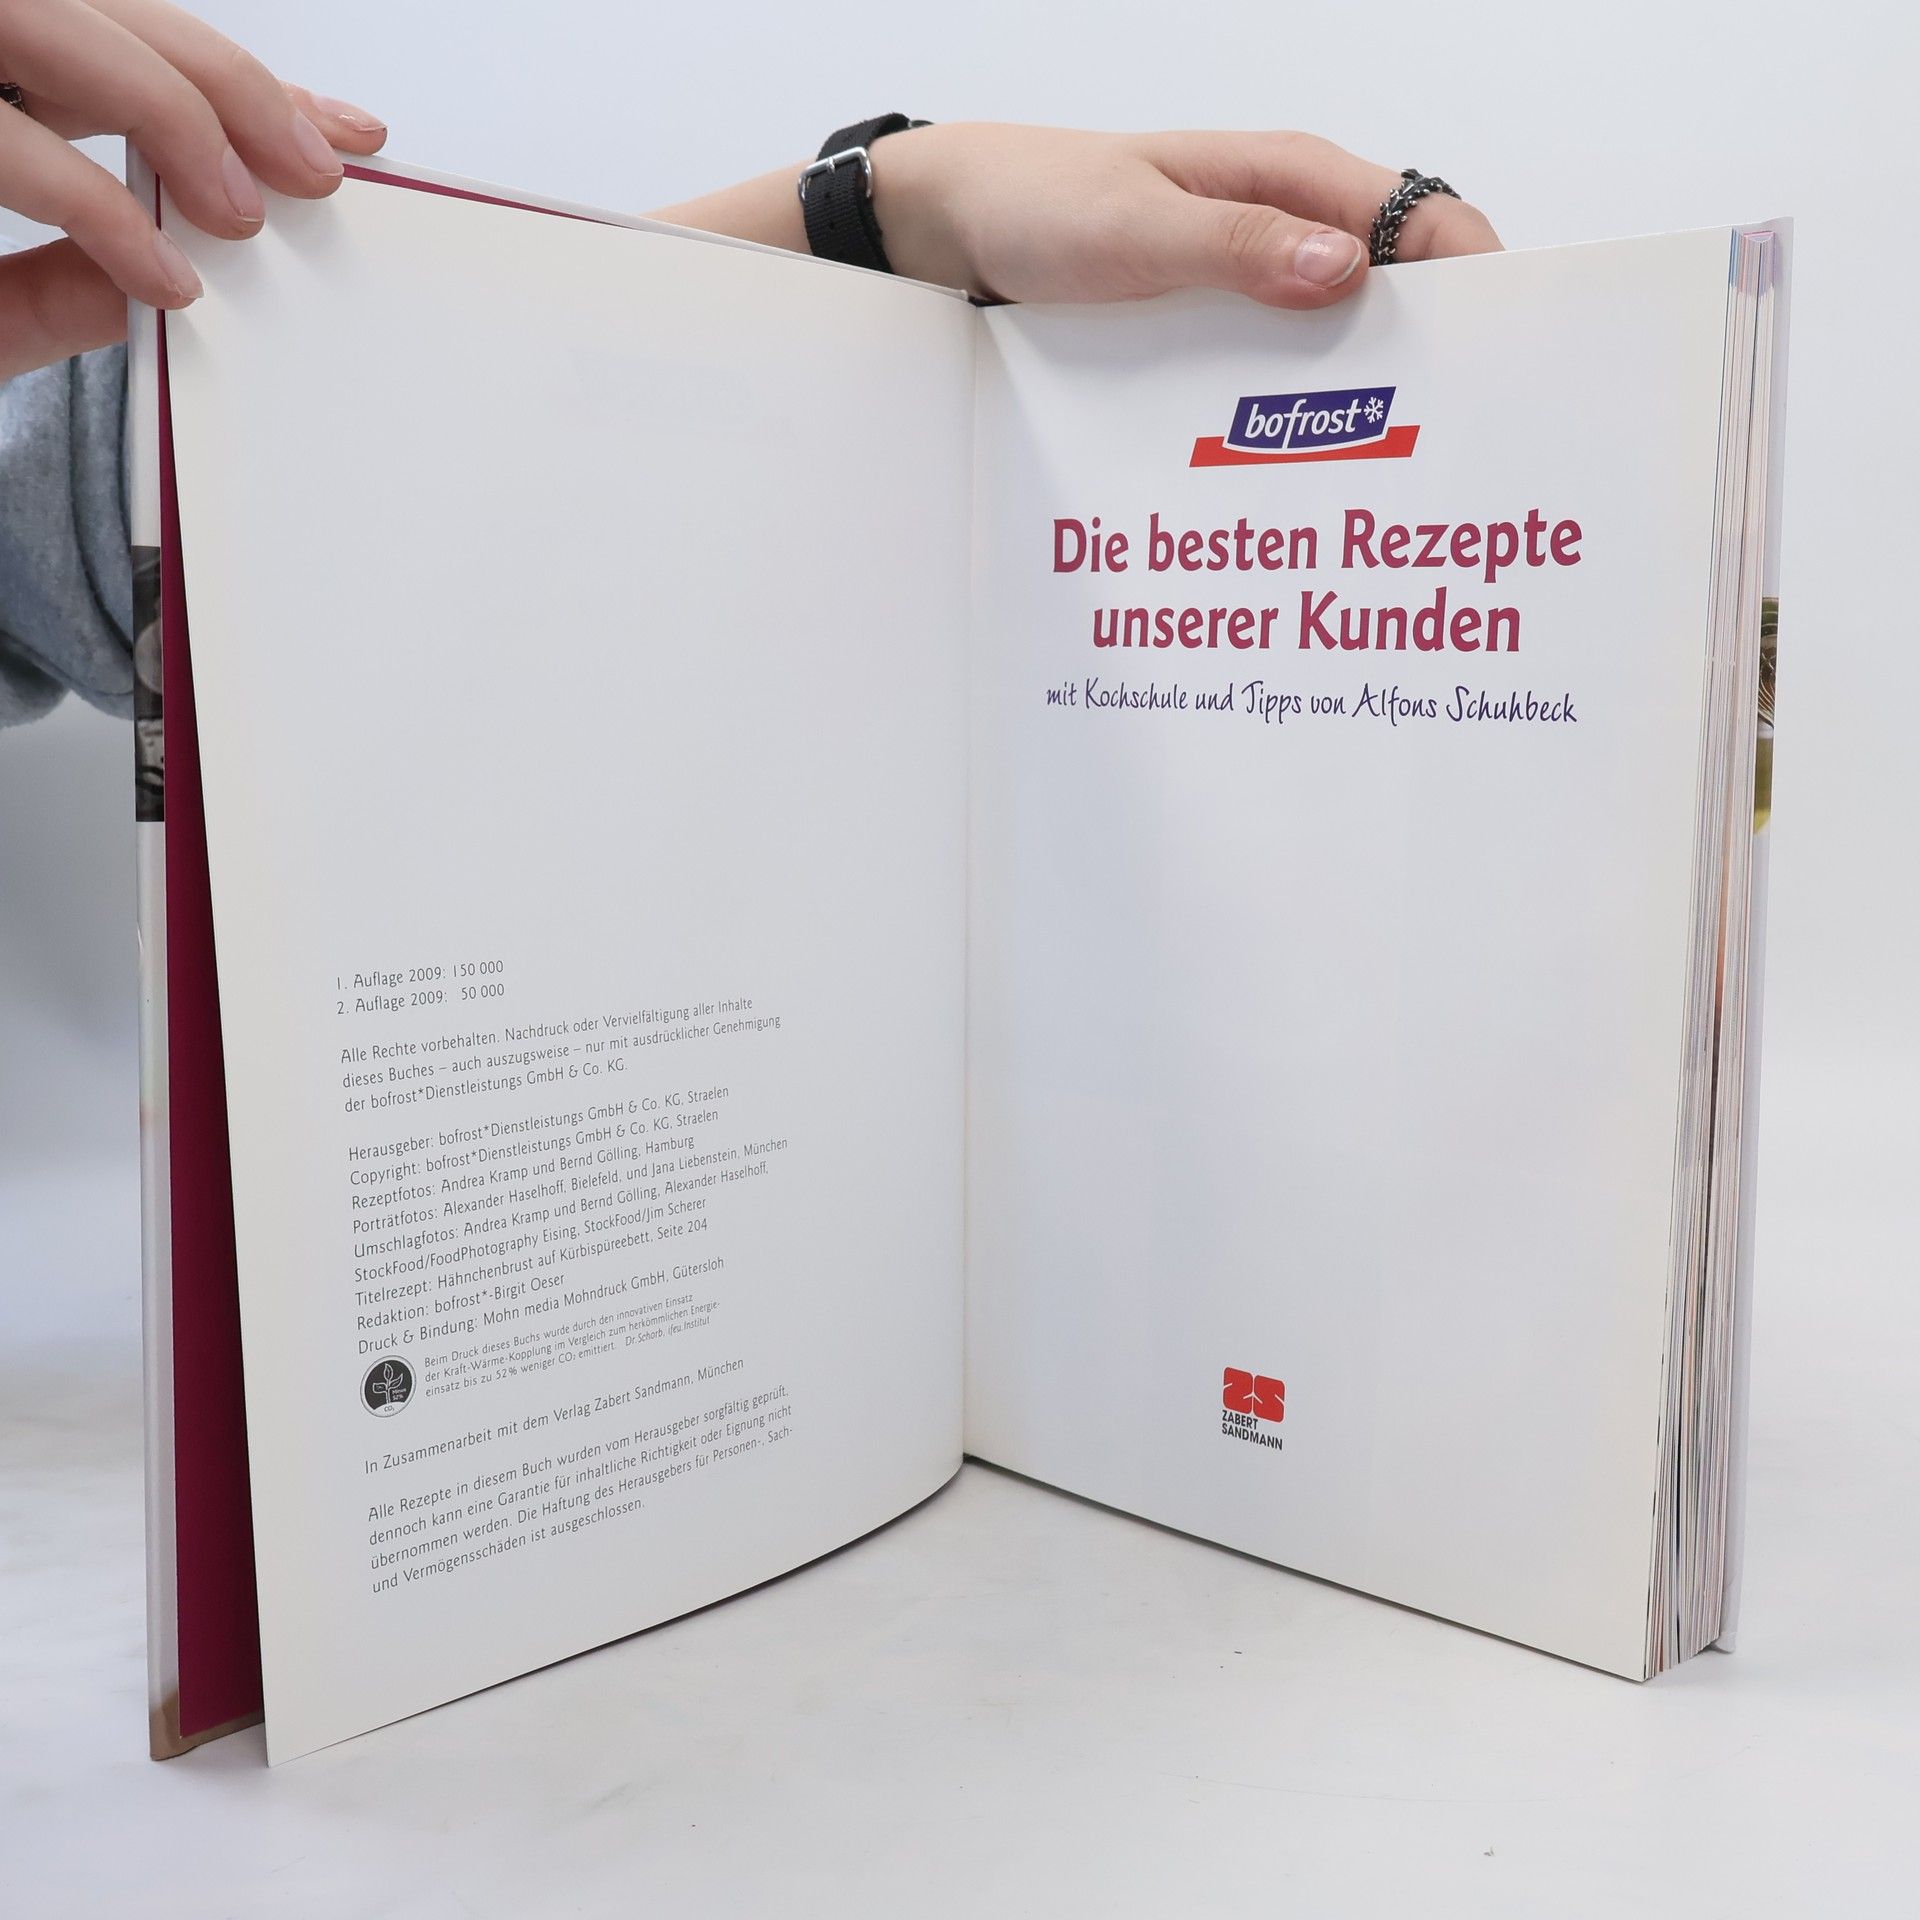 1. Auflage 2009: 150 000
2. Auflage 2009: 50 000
Alle Rechte vorbehalten. Nachdruck oder Vervielfältigung aller Inhalte
dieses Buches – auch auszugsweise – nur mit ausdrücklicher Genehmigung
der bofrost*Dienstleistungs GmbH & Co. KG.
Herausgeber: bofrost*Dienstleistungs GmbH & Co. KG, Straelen
Copyright: bofrost*Dienstleistungs GmbH & Co. KG, Straelen
Rezeptfotos: Andrea Kramp und Bernd Gölling, Hamburg
Porträtfotos: Alexander Haselhoff, Bielefeld, und Jana Liebenstein, München
Umschlagfotos: Andrea Kramp und Bernd Gölling, Alexander Haselhoff,
StockFood/FoodPhotography Eising, StockFood/Jim Scherer
Titelrezept: Hähnchenbrust auf Kürbispüreebett, Seite 204
Redaktion: bofrost*-Birgit Oeser
Druck & Bindung: Mohn media Mohndruck GmbH, Gütersloh
Beim Druck dieses Buchs wurde durch den innovativen Einsatz
der Kraft-Wärme-Kopplung im Vergleich zum herkömmlichen Energie-
einsatz bis zu 52% weniger CO₂ emittiert. Dr. Schorb, ifeu.Institut
Minus
52%
CO₂
In Zusammenarbeit mit dem Verlag Zabert Sandmann, München
Alle Rezepte in diesem Buch wurden vom Herausgeber sorgfältig geprüft,
dennoch kann eine Garantie für inhaltliche Richtigkeit oder Eignung nicht
übernommen werden. Die Haftung des Herausgebers für Personen-, Sach-
und Vermögensschäden ist ausgeschlossen.
bofrost*
Die besten Rezepte
unserer Kunden
mit Kochschule und Tipps von Alfons Schuhbeck
ZS
ZABERT
SANDMANN